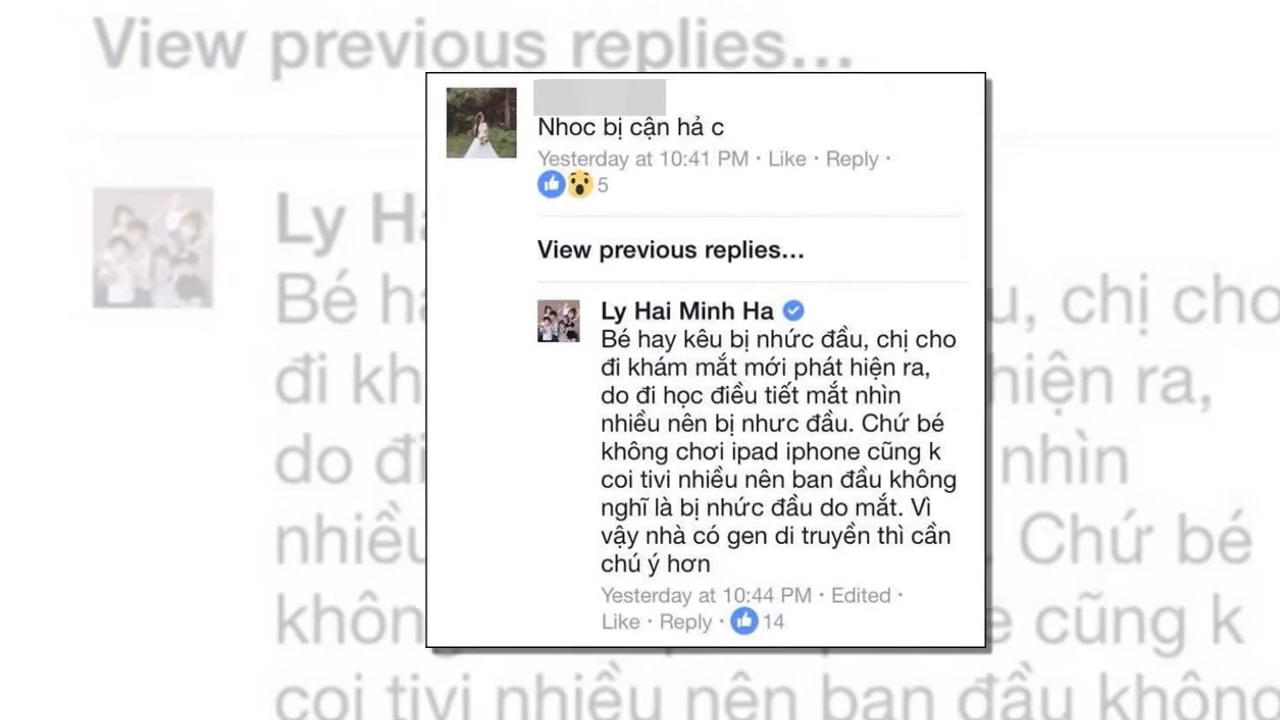 View previous replies...
Nhoc bị cận hả c
Yesterday at 10:41 PM · Like · Reply ·
5
View previous replies...
Ly Hai Minh Ha
Bé hay kêu bị nhức đầu, chị cho
đi khám mắt mới phát hiện ra,
do đi học điều tiết mắt nhìn
nhiều nên bị nhưc đầu. Chứ bé
không chơi ipad iphone cũng k
coi tivi nhiều nên ban đầu không
nghĩ là bị nhức đầu do mắt. Vì
vậy nhà có gen di truyền thì cần
chú ý hơn
Yesterday at 10:44 PM · Edited ·
Like · Reply · 14
Ly Ha
Bé ha
u, chị cho
đi kh
hiện ra,
do đi
nhìn
nhiều
. Chứ bé
không
e cũng k
coi tivi nhiều nên ban đầu không